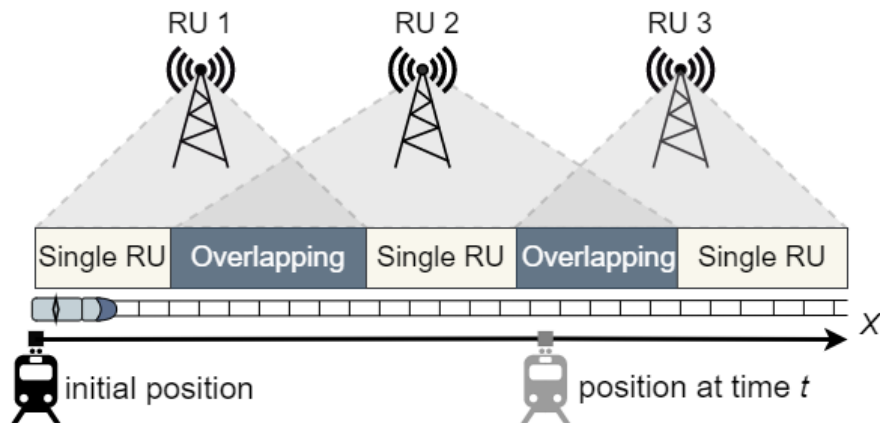 RU 1 RU 2 RU 3
Single RU Overlapping Single RU Overlapping Single RU
X
initial position position at time t